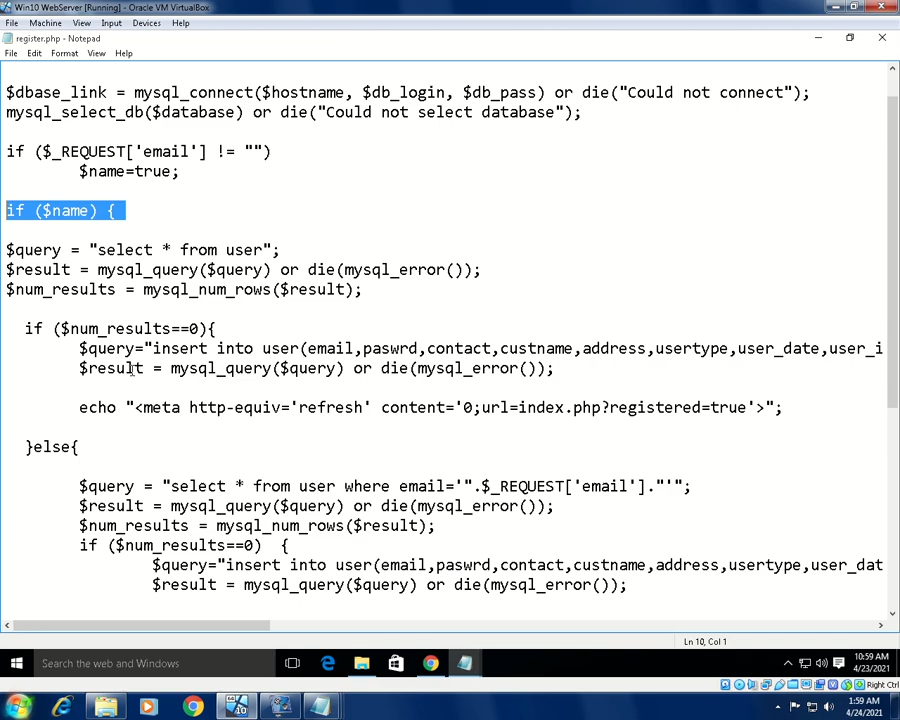 Win10 WebServer [Running] - Oracle VM VirtualBox
File Machine View Input Devices Help
register.php - Notepad
File Edit Format View Help
$dbase_link = mysql_connect($hostname, $db_login, $db_pass) or die("Could not connect");
mysql_select_db($database) or die("Could not select database");
if ($_REQUEST['email'] != "")
$name=true;
if ($name) {
$query = "select * from user";
$result = mysql_query($query) or die(mysql_error());
$num_results = mysql_num_rows($result);
if ($num_results==0){
$query="insert into user(email,paswrd,contact,custname,address,usertype,user_date,user_i
$result = mysql_query($query) or die(mysql_error());
echo "<meta http-equiv='refresh' content='0;url=index.php?registered=true'>";
}else{
$query = "select * from user where email='".$_REQUEST['email']."'";
$result = mysql_query($query) or die(mysql_error());
$num_results = mysql_num_rows($result);
if ($num_results==0) {
$query="insert into user(email,paswrd,contact,custname,address,usertype,user_dat
$result = mysql_query($query) or die(mysql_error());
Ln 10, Col 1
Search the web and Windows
10:59 AM
4/23/2021
Right Ctrl
1:59 AM
4/24/2021